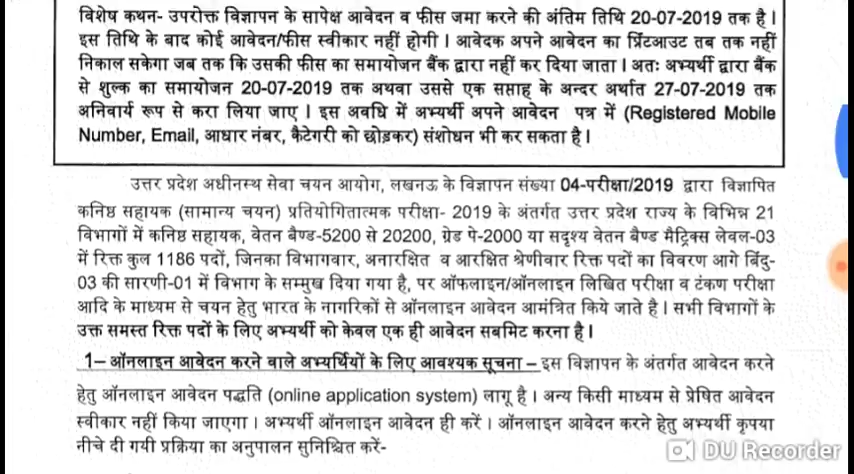 विशेष कथन- उपरोक्त विज्ञापन के सापेक्ष आवेदन व फीस जमा करने की अंतिम तिथि 20-07-2019 तक है।
इस तिथि के बाद कोई आवेदन/फीस स्वीकार नहीं होगी। आवेदक अपने आवेदन का प्रिंटआउट तब तक नहीं
निकाल सकेगा जब तक कि उसकी फीस का समायोजन बैंक द्वारा नहीं कर दिया जाता। अतः अभ्यर्थी द्वारा बैंक
से शुल्क का समायोजन 20-07-2019 तक अथवा उससे एक सप्ताह के अन्दर अर्थात 27-07-2019 तक
अनिवार्य रूप से करा लिया जाए। इस अवधि में अभ्यर्थी अपने आवेदन पत्र में (Registered Mobile
Number, Email, आधार नंबर, कैटेगरी को छोड़कर) संशोधन भी कर सकता है।
उत्तर प्रदेश अधीनस्थ सेवा चयन आयोग, लखनऊ के विज्ञापन संख्या 04-परीक्षा/2019 द्वारा विज्ञापित
कनिष्ठ सहायक (सामान्य चयन) प्रतियोगितात्मक परीक्षा- 2019 के अंतर्गत उत्तर प्रदेश राज्य के विभिन्न 21
विभागों में कनिष्ठ सहायक, वेतन बैण्ड-5200 से 20200, ग्रेड पे-2000 या सदृश्य वेतन बैण्ड मैट्रिक्स लेवल-03
में रिक्त कुल 1186 पदों, जिनका विभागवार, अनारक्षित व आरक्षित श्रेणीवार रिक्त पदों का विवरण आगे बिंदु-
03 की सारणी-01 में विभाग के सम्मुख दिया गया है, पर ऑफलाइन/ऑनलाइन लिखित परीक्षा व टंकण परीक्षा
आदि के माध्यम से चयन हेतु भारत के नागरिकों से ऑनलाइन आवेदन आमंत्रित किये जाते है। सभी विभागों के
उक्त समस्त रिक्त पदों के लिए अभ्यर्थी को केवल एक ही आवेदन सबमिट करना है।
1– ऑनलाइन आवेदन करने वाले अभ्यर्थियों के लिए आवश्यक सूचना – इस विज्ञापन के अंतर्गत आवेदन करने
हेतु ऑनलाइन आवेदन पद्धति (online application system) लागू है। अन्य किसी माध्यम से प्रेषित आवेदन
स्वीकार नहीं किया जाएगा। अभ्यर्थी ऑनलाइन आवेदन ही करें। ऑनलाइन आवेदन करने हेतु अभ्यर्थी कृपया
नीचे दी गयी प्रक्रिया का अनुपालन सुनिश्चित करें-
DU Recorder